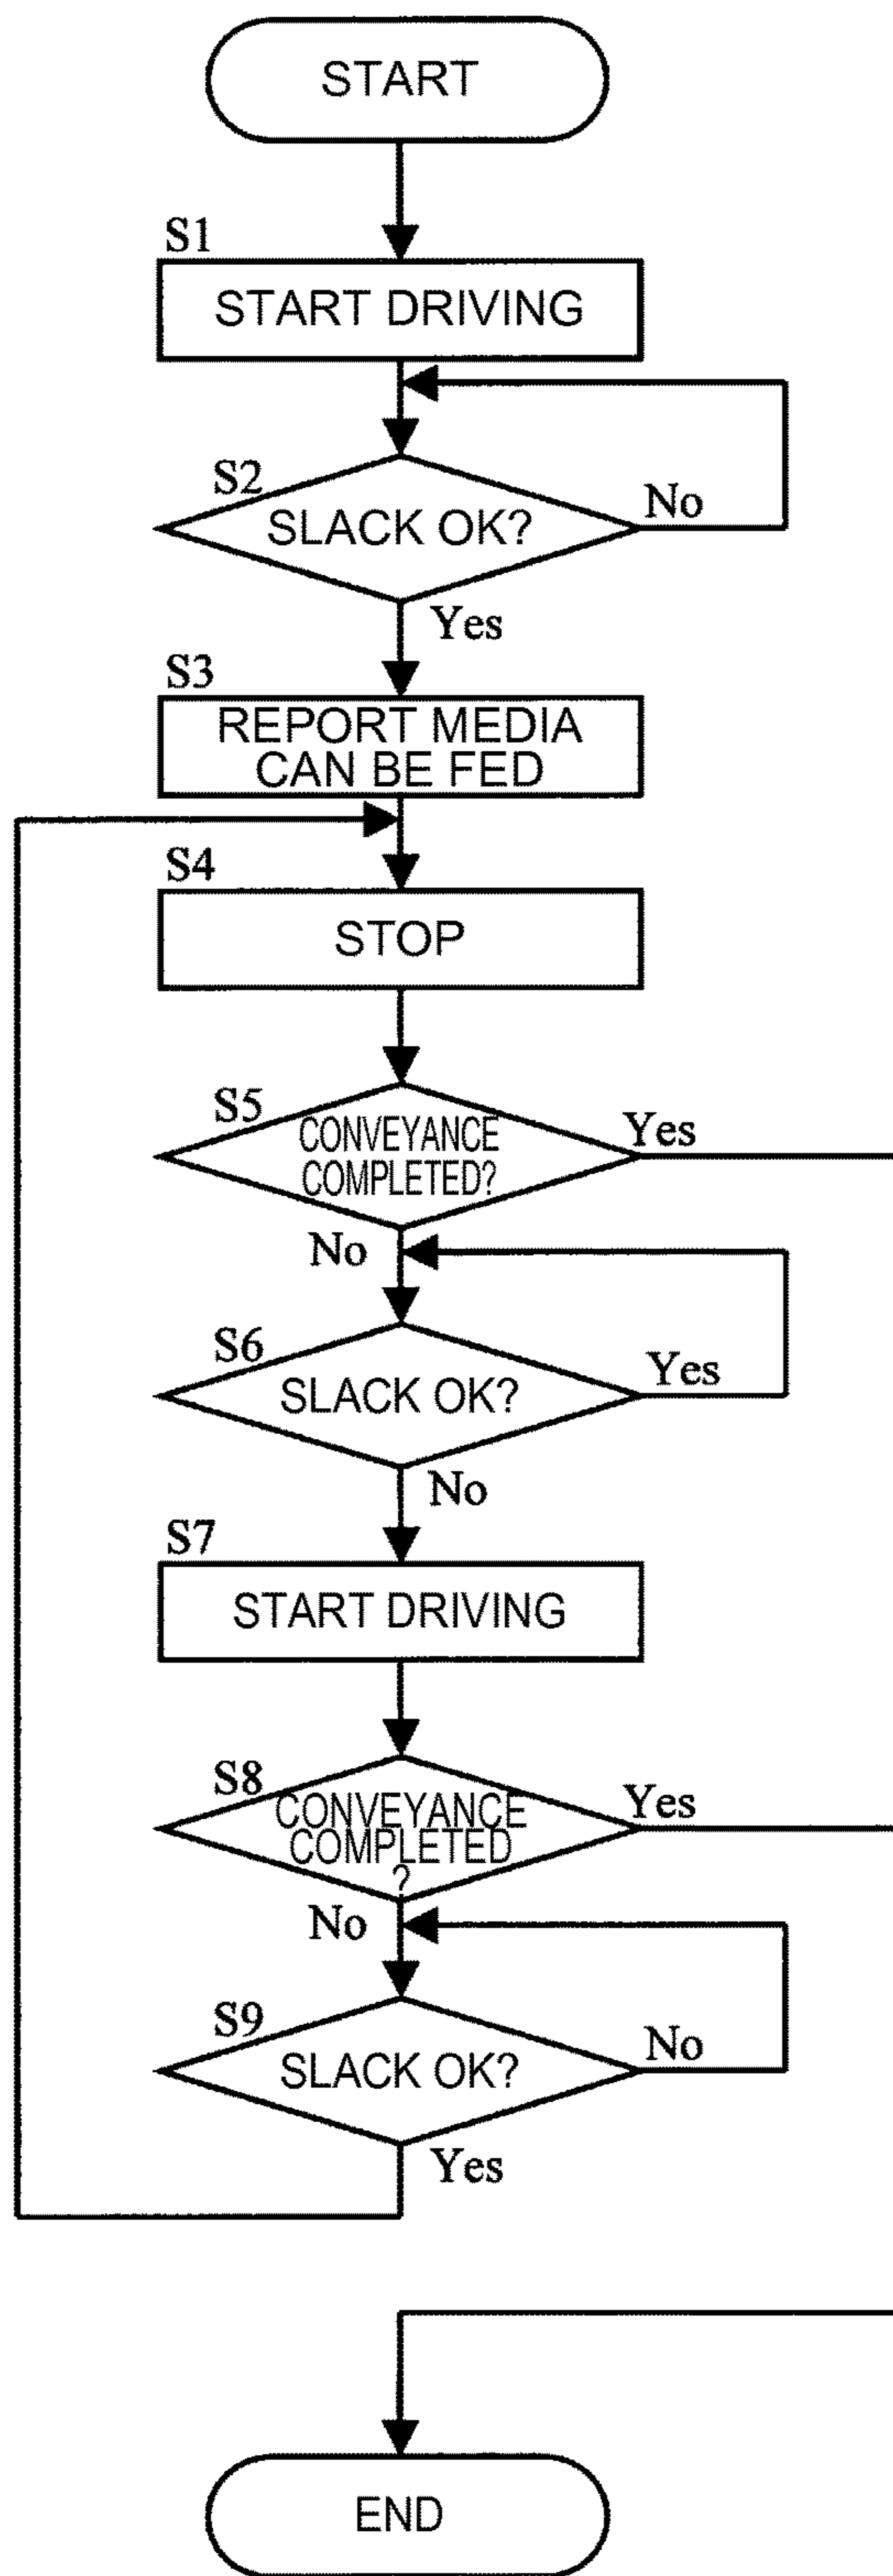 START
S1
START DRIVING
S2
SLACK OK?
No
Yes
S3
REPORT MEDIA
CAN BE FED
S4
STOP
S5
CONVEYANCE
COMPLETED?
Yes
No
S6
SLACK OK?
Yes
No
S7
START DRIVING
S8
CONVEYANCE
COMPLETED
?
Yes
No
S9
SLACK OK?
No
Yes
END